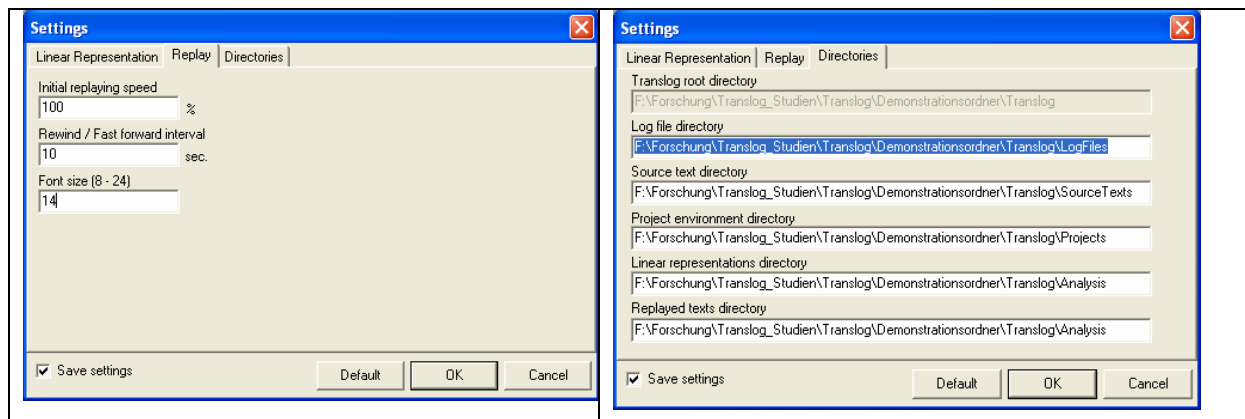 Settings
Linear Representation Replay Directories
Initial replaying speed
100 %
Rewind / Fast forward interval
10 sec.
Font size (8 - 24)
14
Save settings
Default OK Cancel
Settings
Linear Representation Replay Directories
Translog root directory
F:\Forschung\Translog_Studien\Translog\Demonstrationsordner\Translog
Log file directory
F:\Forschung\Translog_Studien\Translog\Demonstrationsordner\Translog\LogFiles
Source text directory
F:\Forschung\Translog_Studien\Translog\Demonstrationsordner\Translog\SourceTexts
Project environment directory
F:\Forschung\Translog_Studien\Translog\Demonstrationsordner\Translog\Projects
Linear representations directory
F:\Forschung\Translog_Studien\Translog\Demonstrationsordner\Translog\Analysis
Replayed texts directory
F:\Forschung\Translog_Studien\Translog\Demonstrationsordner\Translog\Analysis
Save settings
Default OK Cancel